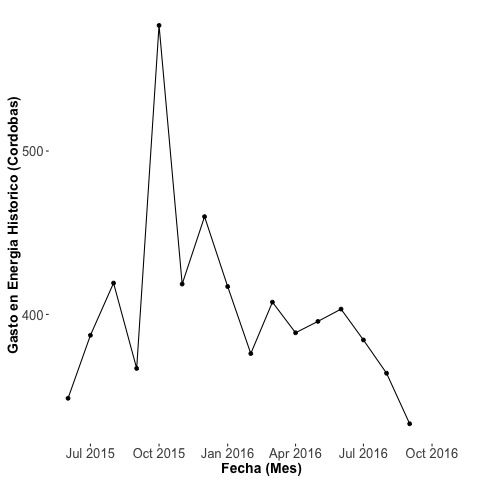 Gasto en Energia Historico (Cordobas)
500
400
Jul 2015 Oct 2015 Jan 2016 Apr 2016 Jul 2016 Oct 2016
Fecha (Mes)